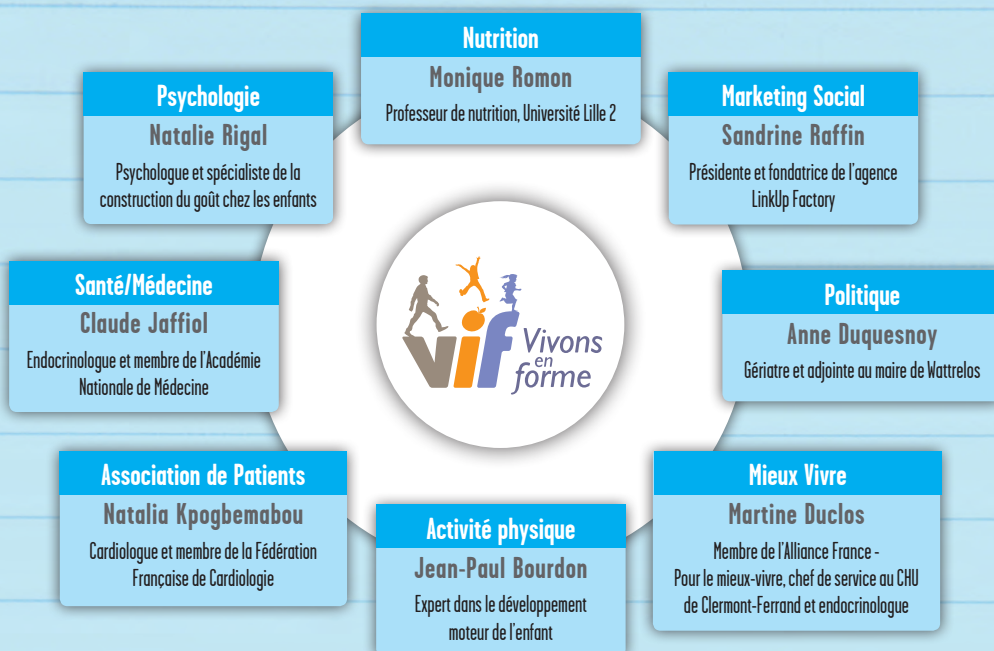 Nutrition
Monique Romon
Professeur de nutrition, Université Lille 2
Psychologie
Natalie Rigal
Psychologue et spécialiste de la
construction du goût chez les enfants
Marketing Social
Sandrine Raffin
Présidente et fondatrice de l'agence
LinkUp Factory
Santé/Médecine
Claude Jaffiol
Endocrinologue et membre de l'Académie
Nationale de Médecine
vif Vivons
en
forme
Politique
Anne Duquesnoy
Gériatre et adjointe au maire de Wattrelos
Association de Patients
Natalia Kpogbemabou
Cardiologue et membre de la Fédération
Française de Cardiologie
Activité physique
Jean-Paul Bourdon
Expert dans le développement
moteur de l'enfant
Mieux Vivre
Martine Duclos
Membre de l'Alliance France -
Pour le mieux-vivre, chef de service au CHU
de Clermont-Ferrand et endocrinologue